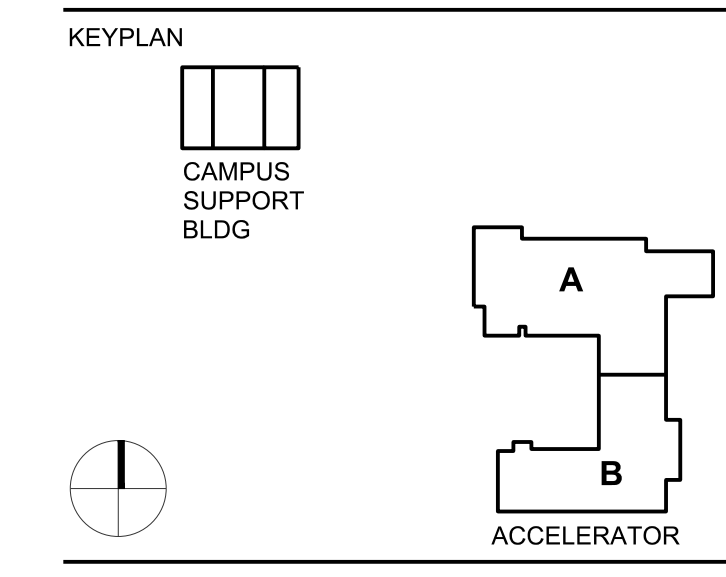 KEYPLAN
CAMPUS
SUPPORT
BLDG
A
B
ACCELERATOR